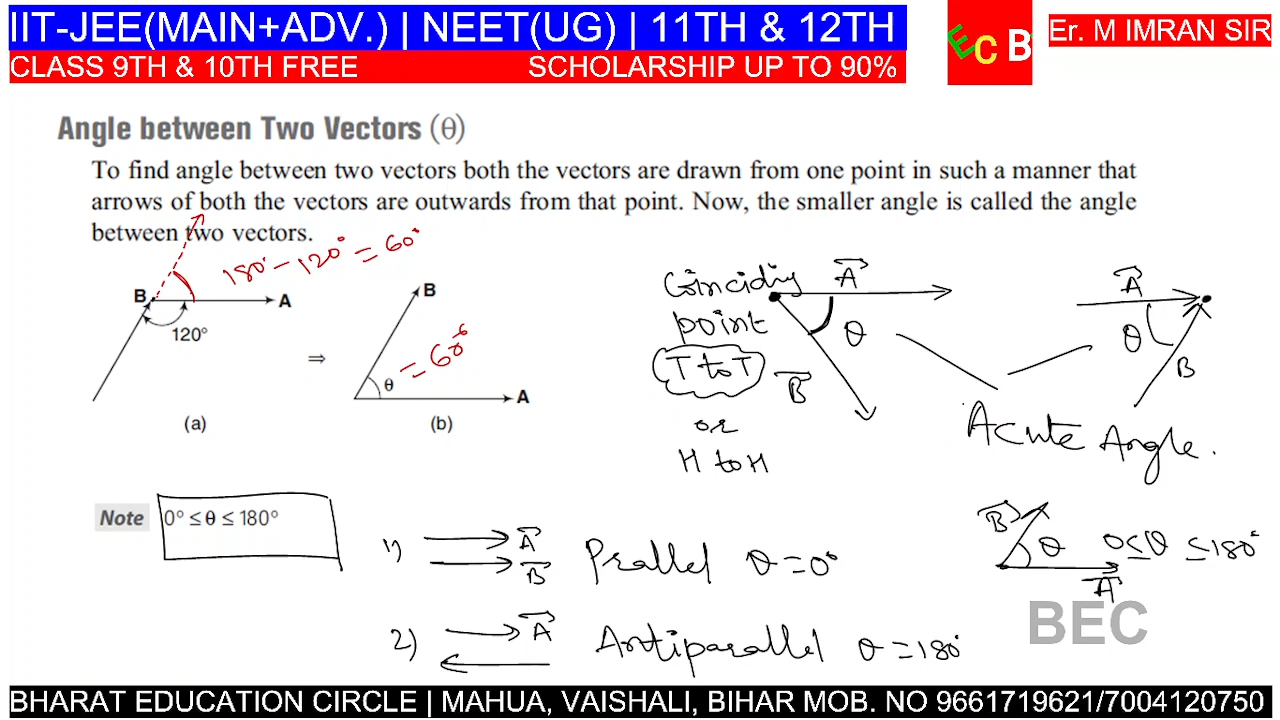 IIT-JEE(MAIN+ADV.) | NEET(UG) | 11TH & 12TH
CLASS 9TH & 10TH FREE SCHOLARSHIP UP TO 90%
ECB
Er. M IMRAN SIR
Angle between Two Vectors (θ)
To find angle between two vectors both the vectors are drawn from one point in such a manner that
arrows of both the vectors are outwards from that point. Now, the smaller angle is called the angle
between two vectors.
180° - 120° = 60°
B A
120°
(a)
⇒
B
θ = 60°
A
(b)
Coinciding
point
T to T
or
H to H
A⃗
θ
B⃗
A⃗
θ
B
Acute Angle.
Note 0° ≤ θ ≤ 180°
1) A⃗
B⃗
Prallel θ = 0°
2) A⃗ Antiparallel θ = 180°
B⃗
θ 0 ≤ θ ≤ 180°
A⃗
BEC
BHARAT EDUCATION CIRCLE | MAHUA, VAISHALI, BIHAR MOB. NO 9661719621/7004120750